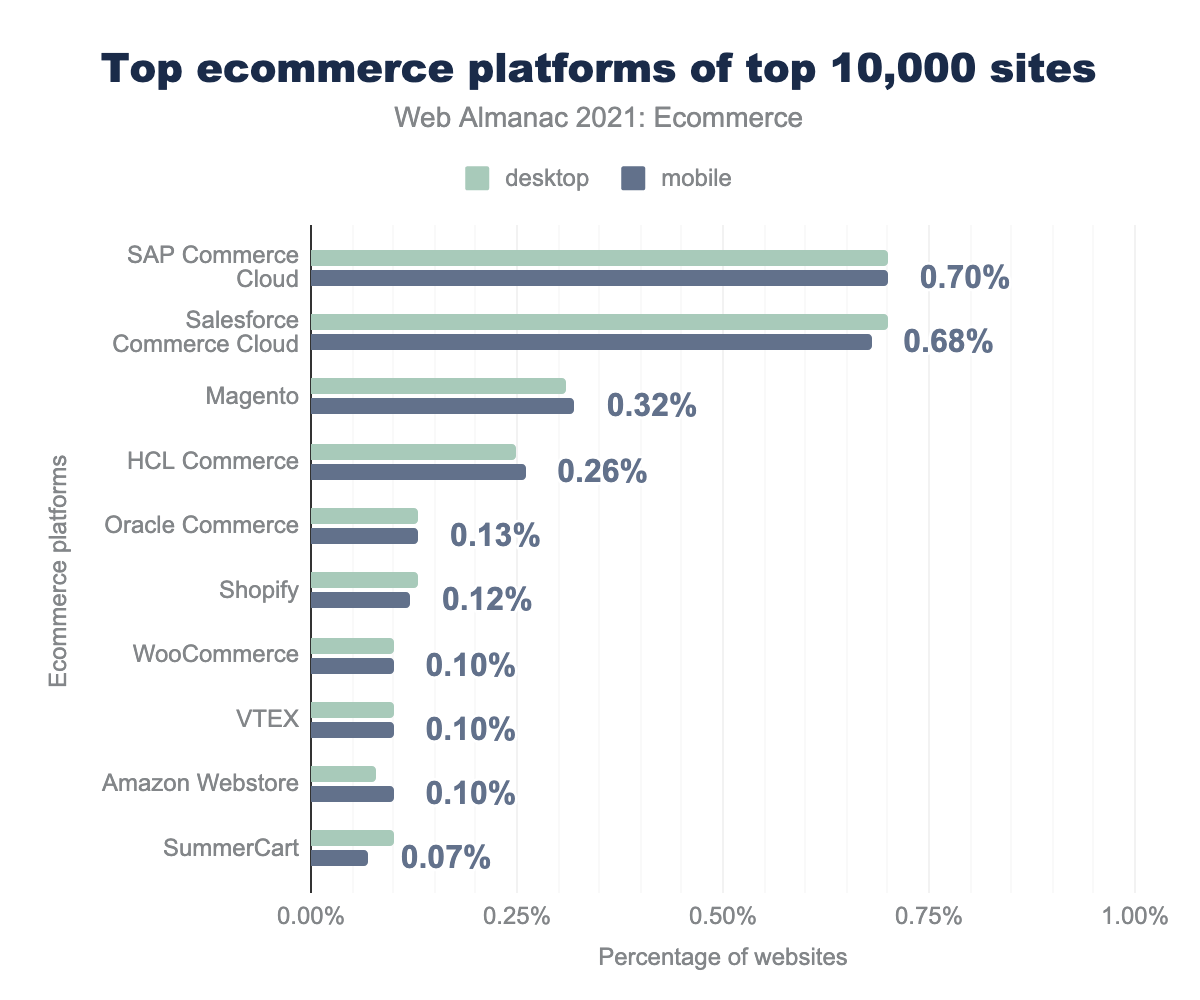 Top ecommerce platforms of top 10,000 sites
Web Almanac 2021: Ecommerce
desktop
mobile
Ecommerce platforms
SAP Commerce
Cloud
0.70%
Salesforce
Commerce Cloud
0.68%
Magento
0.32%
HCL Commerce
0.26%
Oracle Commerce
0.13%
Shopify
0.12%
WooCommerce
0.10%
VTEX
0.10%
Amazon Webstore
0.10%
SummerCart
0.07%
0.00%
0.25%
0.50%
0.75%
1.00%
Percentage of websites